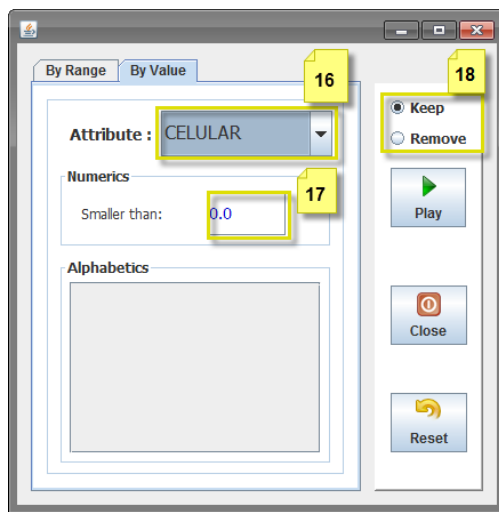 By Range By Value
16
18
Attribute : CELULAR
Keep
Remove
Numerics
17
Smaller than: 0.0
Play
Alphabetics
Close
Reset